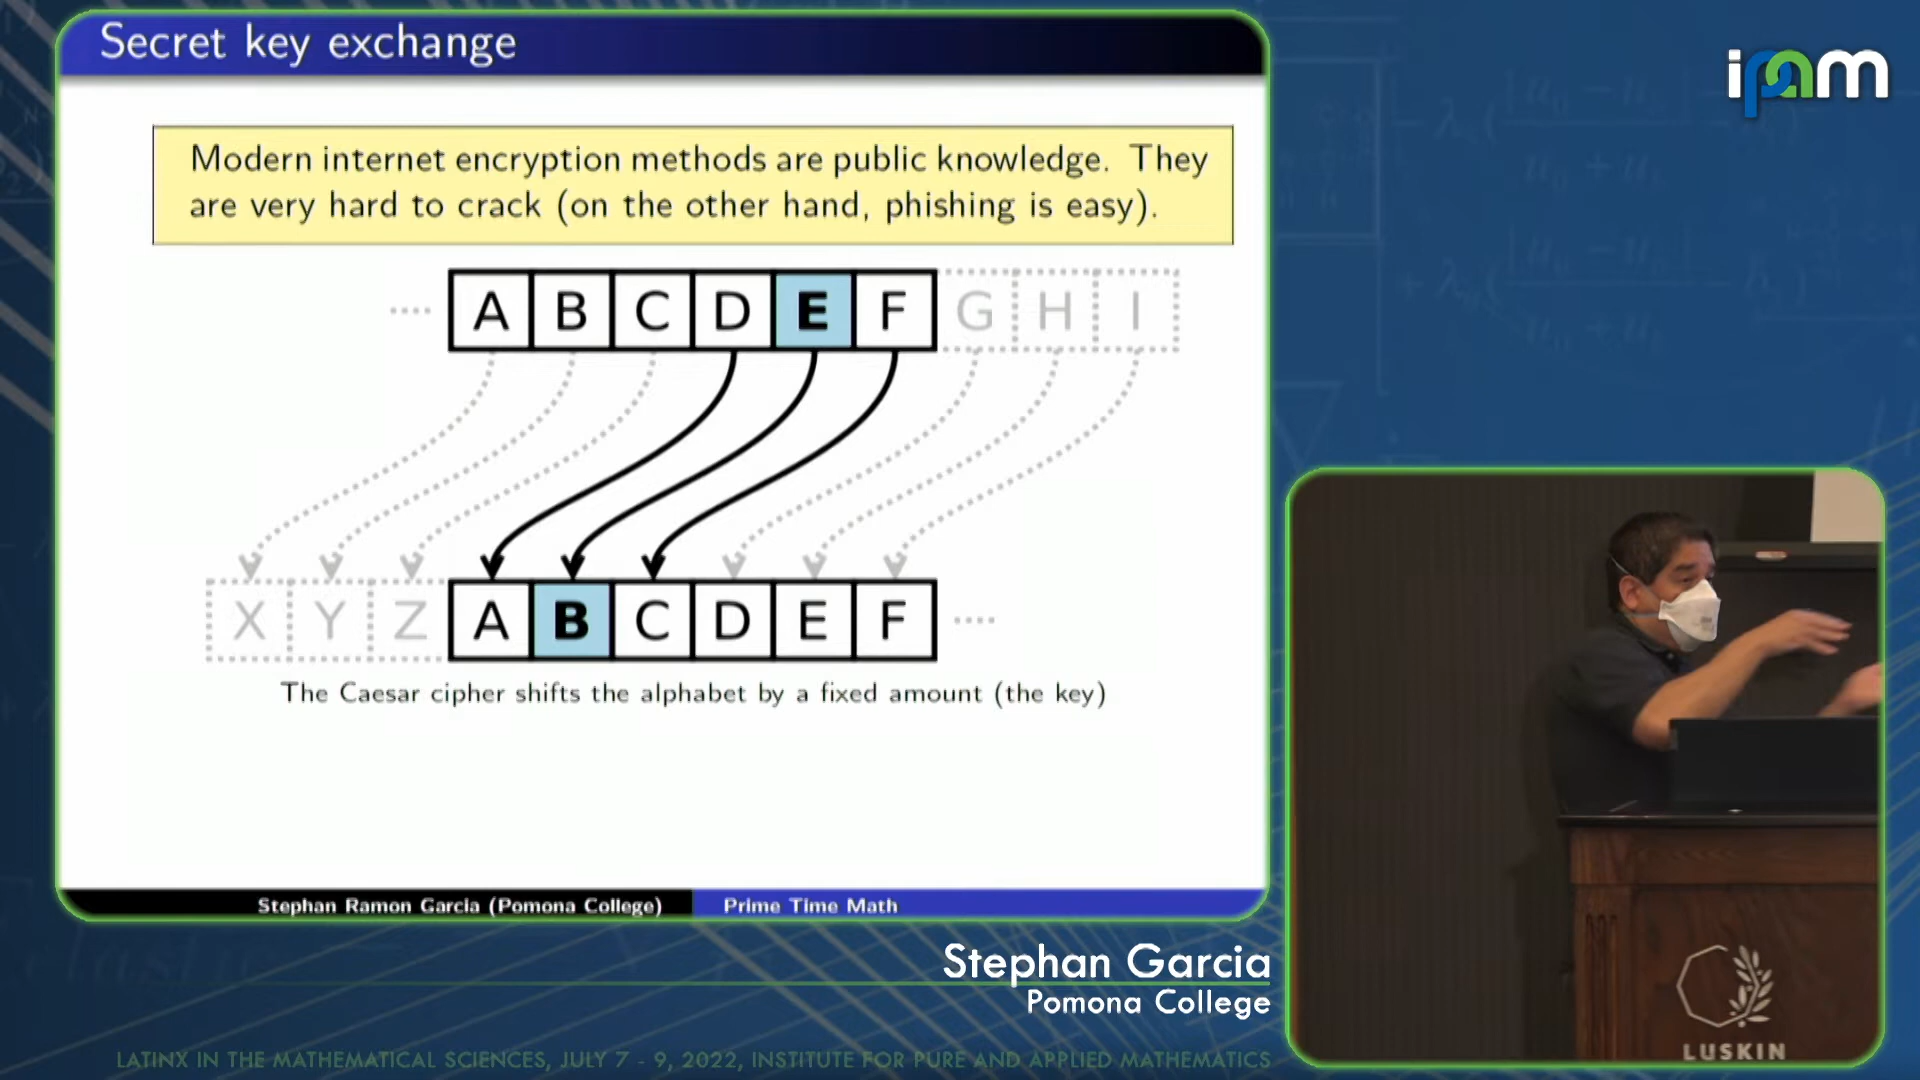 Secret key exchange
ipam
Modern internet encryption methods are public knowledge. They
are very hard to crack (on the other hand, phishing is easy).
A B C D E F G H I
X Y Z A B C D E F
The Caesar cipher shifts the alphabet by a fixed amount (the key)
Stephan Ramon Garcia (Pomona College) Prime Time Math
Stephan Garcia
Pomona College
LUSKIN
LATINX IN THE MATHEMATICAL SCIENCES, JULY 7 - 9, 2022, INSTITUTE FOR PURE AND APPLIED MATHEMATICS